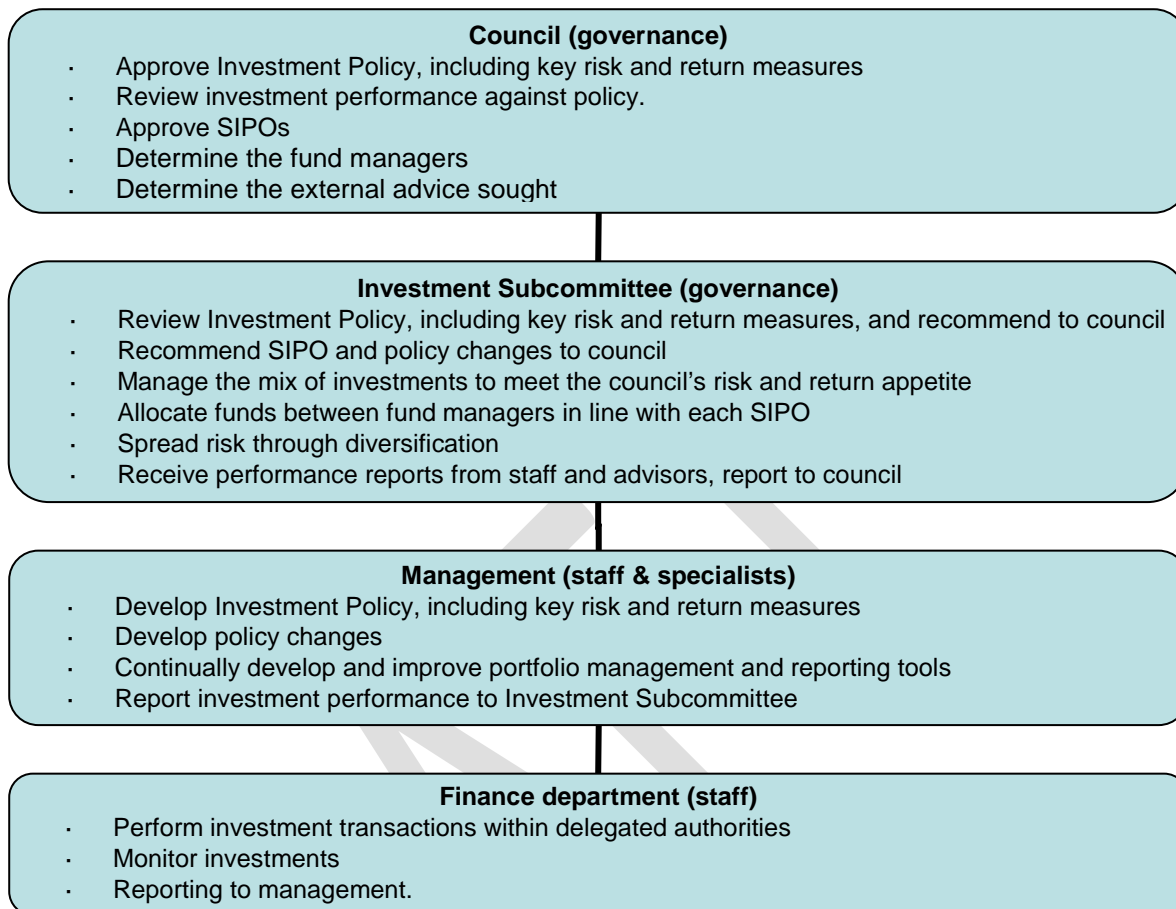 Council (governance)
· Approve Investment Policy, including key risk and return measures
· Review investment performance against policy.
· Approve SIPOs
· Determine the fund managers
· Determine the external advice sought
Investment Subcommittee (governance)
· Review Investment Policy, including key risk and return measures, and recommend to council
· Recommend SIPO and policy changes to council
· Manage the mix of investments to meet the council's risk and return appetite
· Allocate funds between fund managers in line with each SIPO
· Spread risk through diversification
· Receive performance reports from staff and advisors, report to council
Management (staff & specialists)
· Develop Investment Policy, including key risk and return measures
· Develop policy changes
· Continually develop and improve portfolio management and reporting tools
· Report investment performance to Investment Subcommittee
Finance department (staff)
· Perform investment transactions within delegated authorities
· Monitor investments
· Reporting to management.